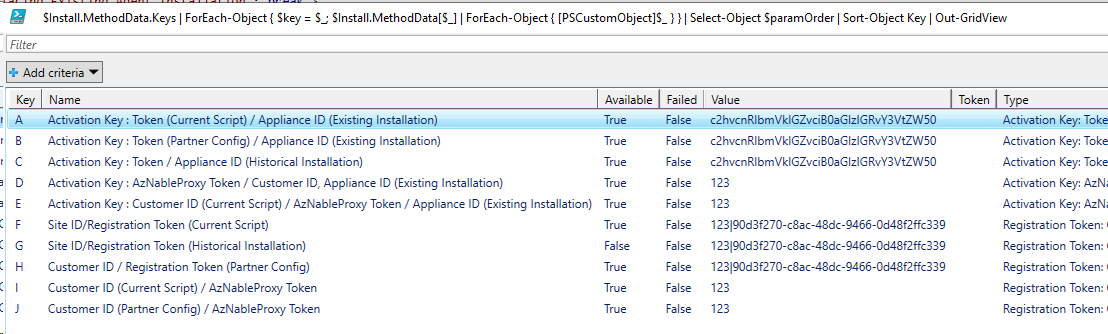 $Install.MethodData.Keys | ForEach-Object { $key = $_; $Install.MethodData[$_] | ForEach-Object { [PSCustomObject]$_ } } | Select-Object $paramOrder | Sort-Object Key | Out-GridView
Filter
Add criteria
Key Name Available Failed Value Token Type
A Activation Key : Token (Current Script) / Appliance ID (Existing Installation) True False c2hvcnRlbmVkIGZvciB0aGlzIGRvY3VtZW50 Activation Key: Toke
B Activation Key : Token (Partner Config) / Appliance ID (Existing Installation) True False c2hvcnRlbmVkIGZvciB0aGlzIGRvY3VtZW50 Activation Key: Toke
C Activation Key : Token / Appliance ID (Historical Installation) True False c2hvcnRlbmVkIGZvciB0aGlzIGRvY3VtZW50 Activation Key: Toke
D Activation Key : AzNableProxy Token / Customer ID, Appliance ID (Existing Installation) True False 123 Activation Key: AzNa
E Activation Key : Customer ID (Current Script) / AzNableProxy Token / Appliance ID (Existing Installation) True False 123 Activation Key: AzNa
F Site ID/Registration Token (Current Script) True False 123|90d3f270-c8ac-48dc-9466-0d48f2ffc339 Registration Token:
G Site ID/Registration Token (Historical Installation) False False 123|90d3f270-c8ac-48dc-9466-0d48f2ffc339 Registration Token:
H Customer ID / Registration Token (Partner Config) True False 123|90d3f270-c8ac-48dc-9466-0d48f2ffc339 Registration Token:
I Customer ID (Current Script) / AzNableProxy Token True False 123 Registration Token:
J Customer ID (Partner Config) / AzNableProxy Token True False 123 Registration Token: